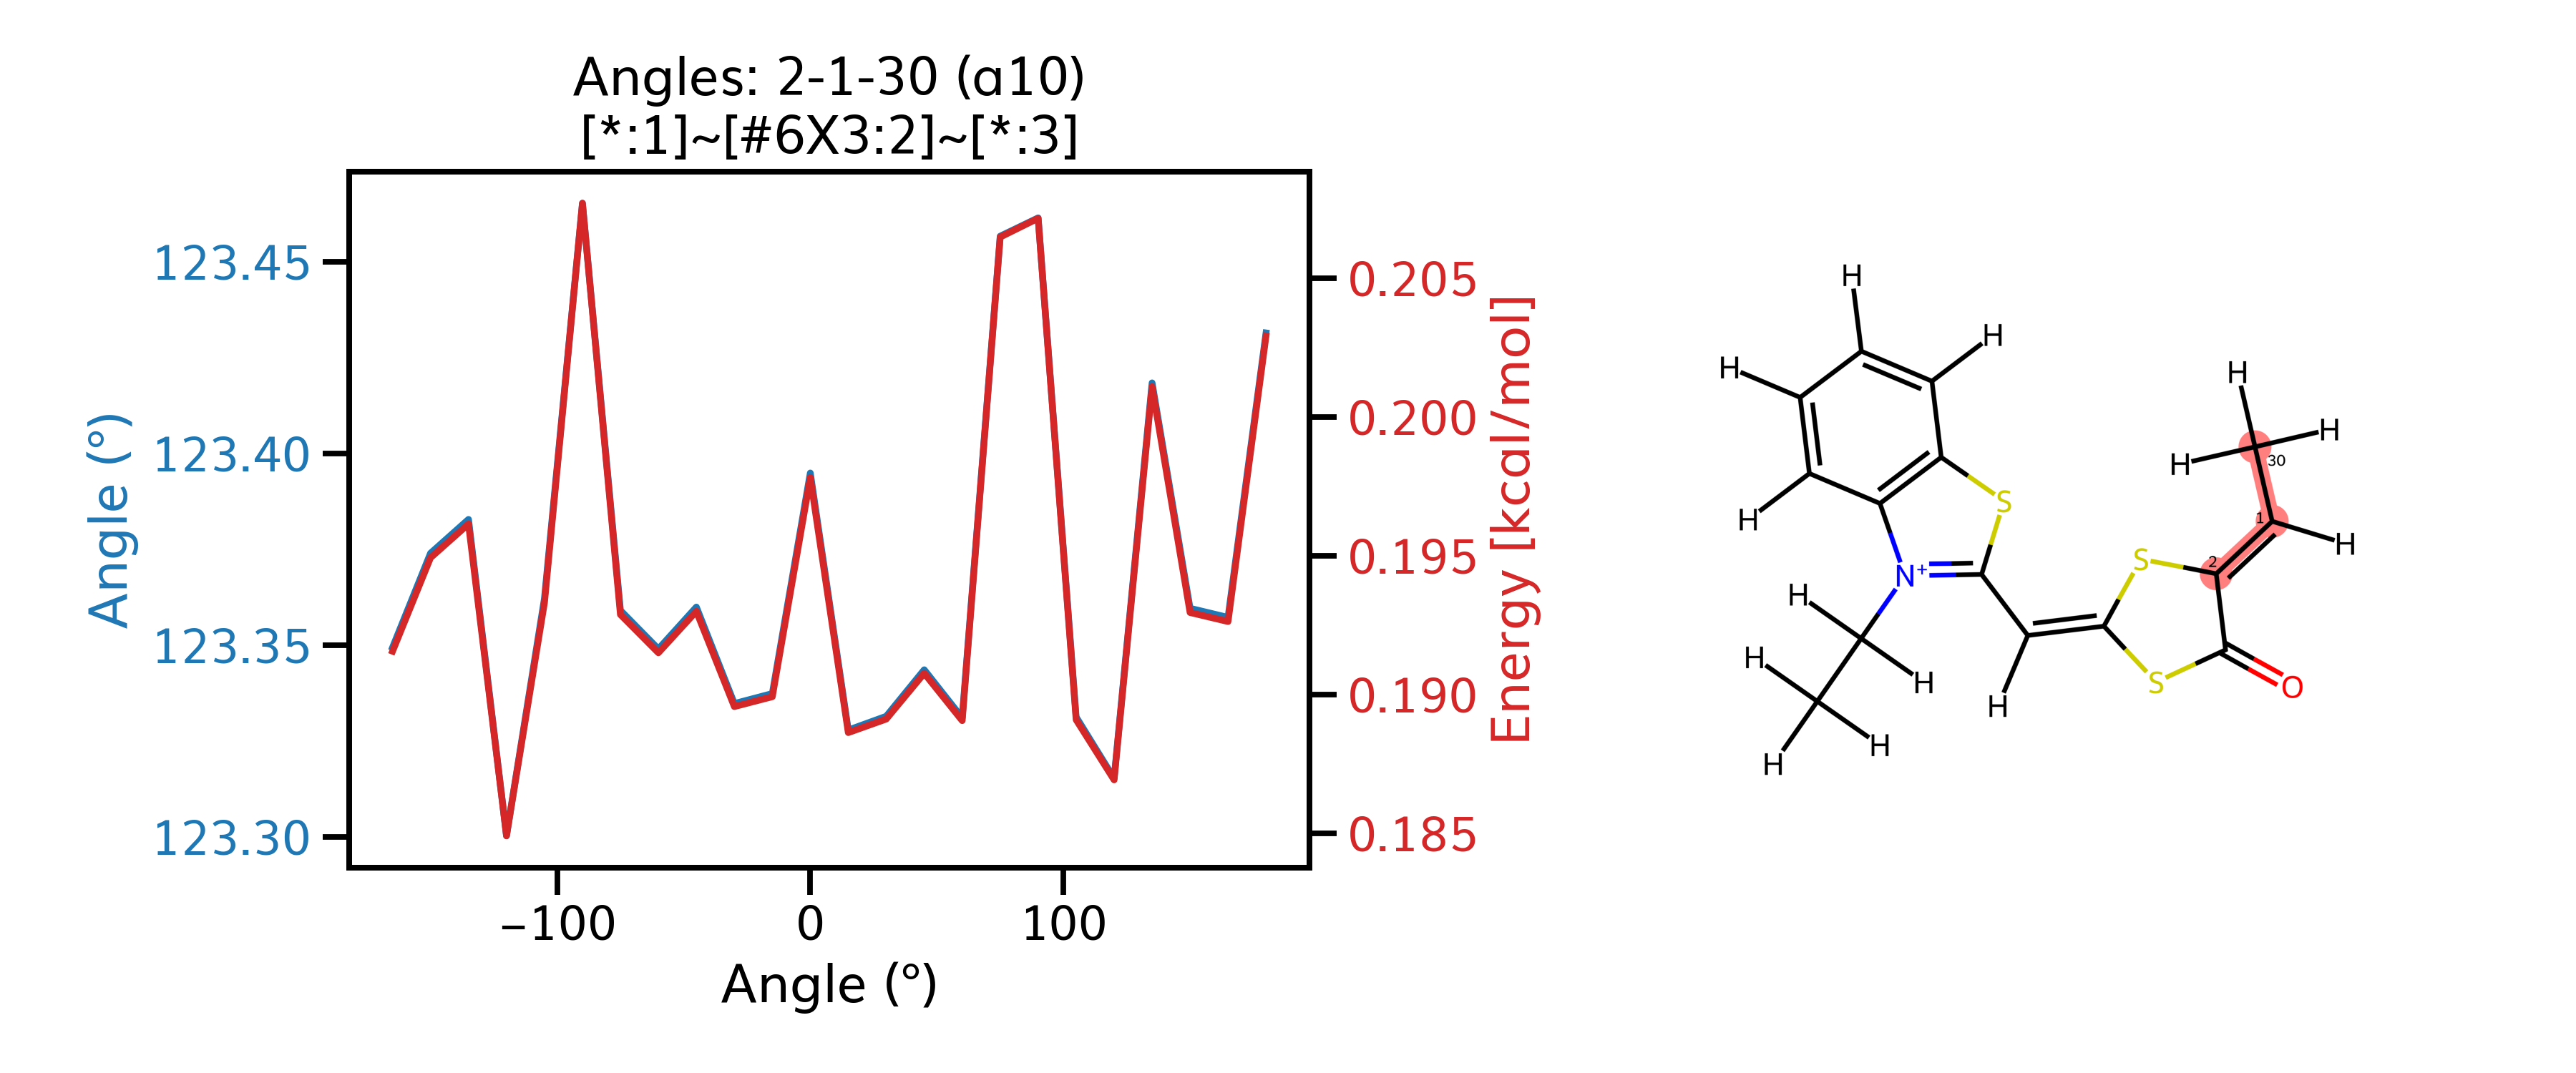 Angles: 2-1-30 (a10)
[*:1]~[#6X3:2]~[*:3]
123.45
123.40
123.35
123.30
Angle (°)
0.205
0.200
0.195
0.190
0.185
Energy [kcal/mol]
−100
0
100
Angle (°)
H
H
H
H
H
H
H
30
S
1
H
S
2
N+
H
H
H
S
O
H
H
H
H